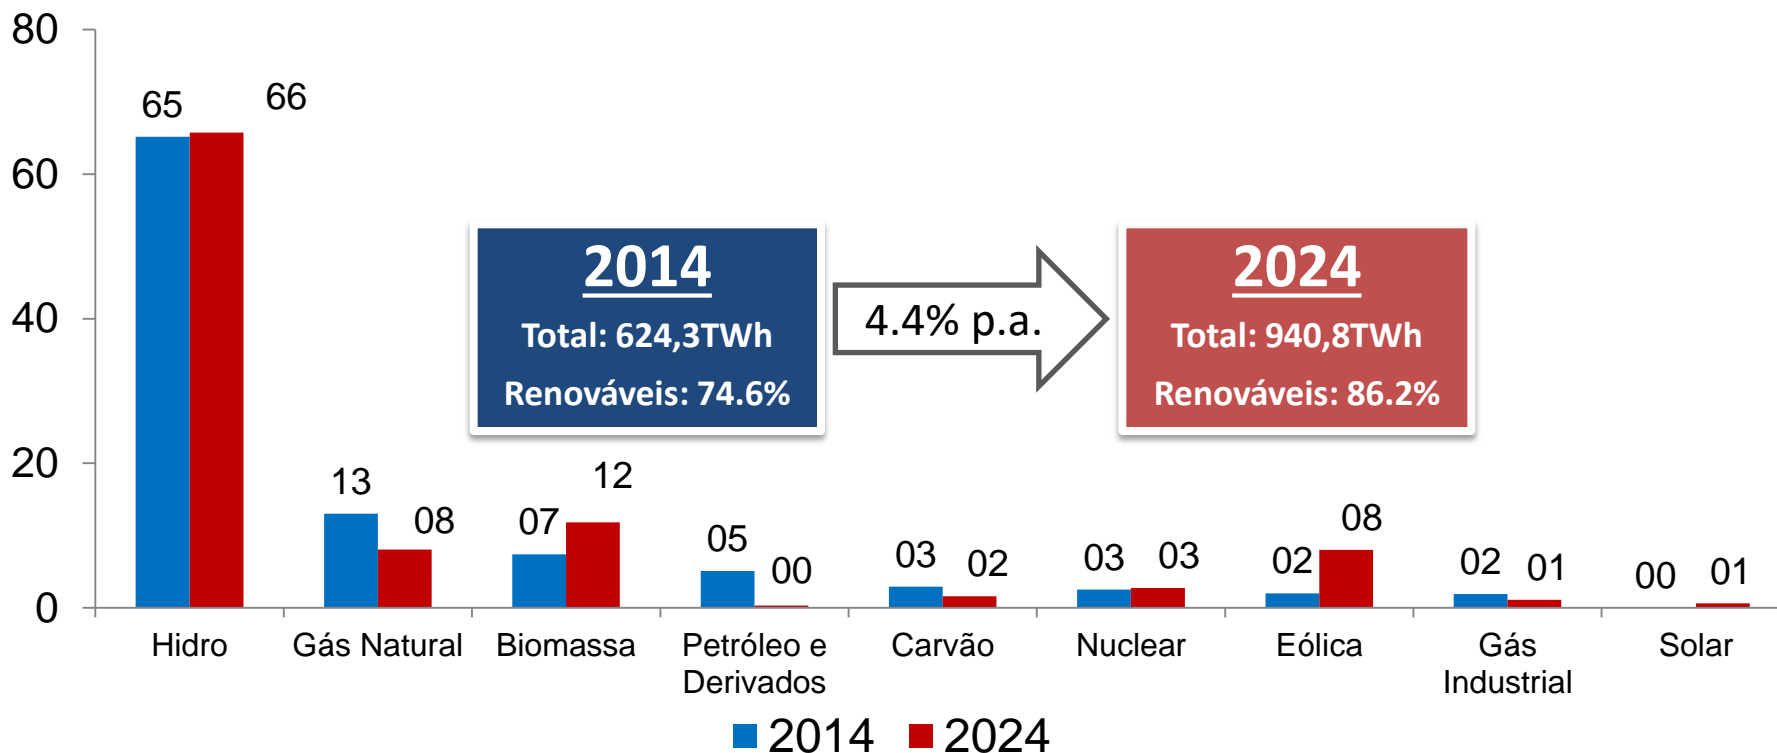 80
60
40
20
0
65
66
13
08
07
12
05
00
03
02
03
03
02
08
02
01
00
01
2014
Total: 624,3TWh
Renováveis: 74.6%
4.4% p.a.
2024
Total: 940,8TWh
Renováveis: 86.2%
Hidro
Gás Natural
Biomassa
Petróleo e
Derivados
Carvão
Nuclear
Eólica
Gás
Industrial
Solar
2014
2024